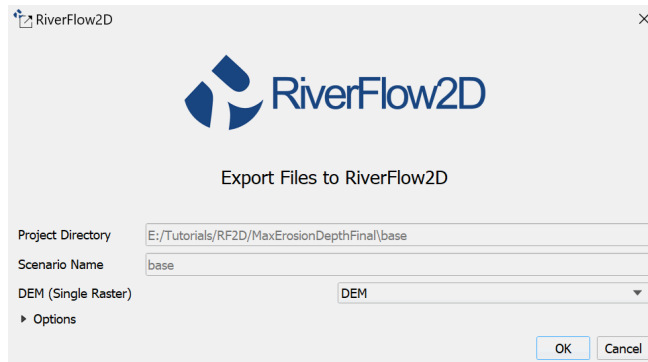 RiverFlow2D
RiverFlow2D
Export Files to RiverFlow2D
Project Directory E:/Tutorials/RF2D/MaxErosionDepthFinal\base
Scenario Name base
DEM (Single Raster) DEM
Options
OK Cancel